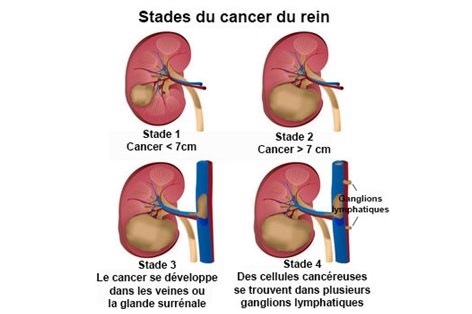 Stades du cancer du rein
Stade 1
Cancer < 7cm
Stade 2
Cancer > 7 cm
Ganglions
lymphatiques
Stade 3
Le cancer se développe
dans les veines ou
la glande surrénale
Stade 4
Des cellules cancéreuses
se trouvent dans plusieurs
ganglions lymphatiques